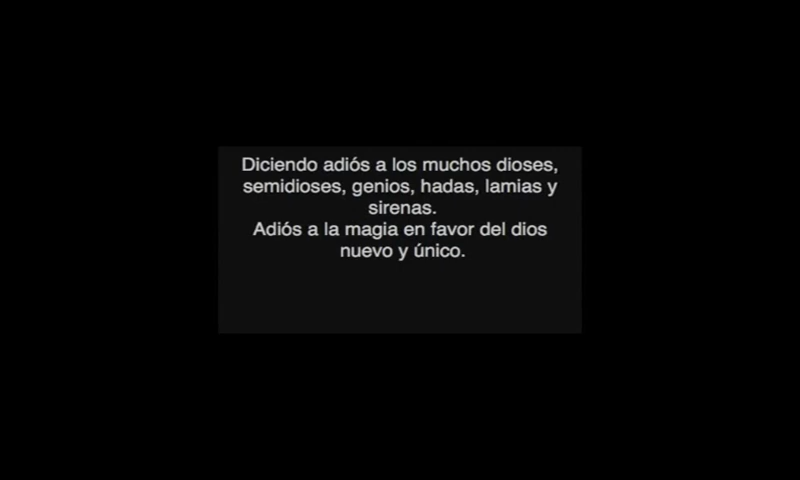 Diciendo adiós a los muchos dioses,
semidioses, genios, hadas, lamias y
sirenas.
Adiós a la magia en favor del dios
nuevo y único.